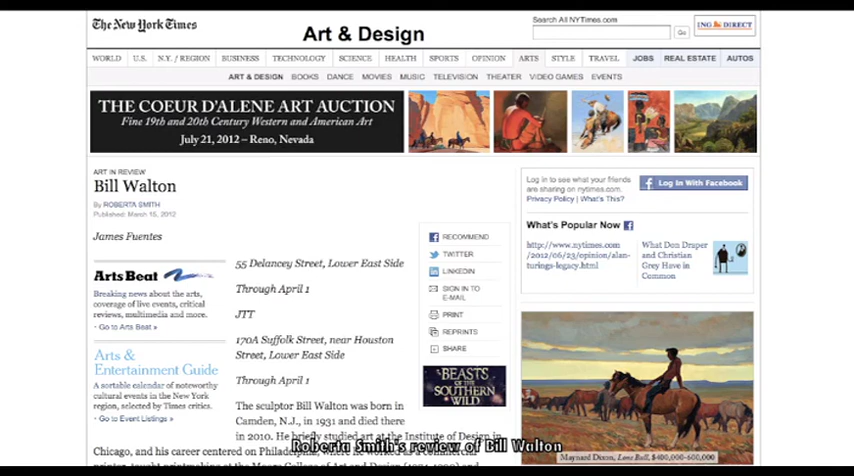 The New York Times
Art & Design
Search All NYTimes.com
Go
ING DIRECT
WORLD U.S. N.Y. / REGION BUSINESS TECHNOLOGY SCIENCE HEALTH SPORTS OPINION ARTS STYLE TRAVEL JOBS REAL ESTATE AUTOS
ART & DESIGN BOOKS DANCE MOVIES MUSIC TELEVISION THEATER VIDEO GAMES EVENTS
THE COEUR D'ALENE ART AUCTION
Fine 19th and 20th Century Western and American Art
July 21, 2012 – Reno, Nevada
ART IN REVIEW
Bill Walton
By ROBERTA SMITH
Published: March 15, 2012
James Fuentes
Arts Beat
Breaking news about the arts,
coverage of live events, critical
reviews, multimedia and more.
• Go to Arts Beat »
Arts &
Entertainment Guide
A sortable calendar of noteworthy
cultural events in the New York
region, selected by Times critics.
• Go to Event Listings »
55 Delancey Street, Lower East Side
Through April 1
JTT
170A Suffolk Street, near Houston
Street, Lower East Side
Through April 1
The sculptor Bill Walton was born in
Camden, N.J., in 1931 and died there
in 2010. He briefly studied art at the Institute of Design in
Chicago, and his career centered on Philadelphia, where he worked as a commercial
RECOMMEND
TWITTER
LINKEDIN
SIGN IN TO
E-MAIL
PRINT
REPRINTS
SHARE
BEASTS
OF THE
SOUTHERN
WILD
Log in to see what your friends
are sharing on nytimes.com.
Privacy Policy | What's This?
Log In With Facebook
What's Popular Now
http://www.nytimes.com
/2012/06/23/opinion/alan-
turings-legacy.html
What Don Draper
and Christian
Grey Have in
Common
Maynard Dixon, Lone Bull, $400,000-600,000
Roberta Smith's review of Bill Walton